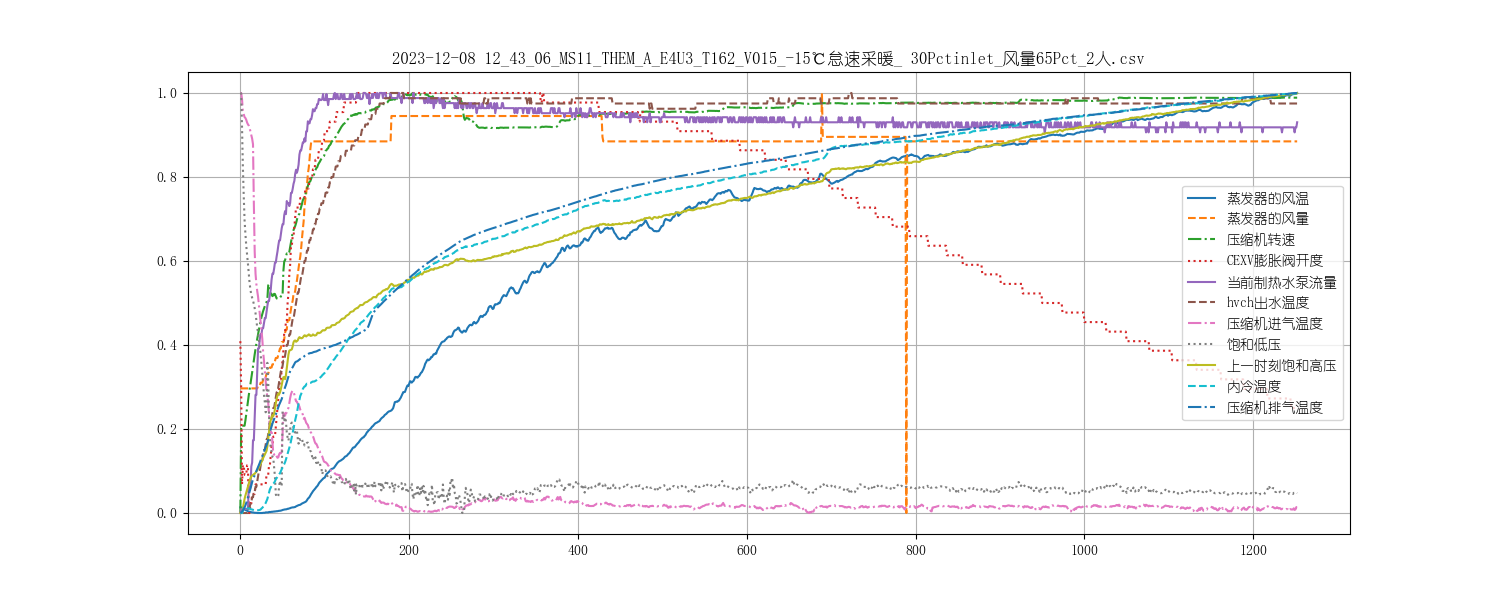 2023-12-08 12_43_06_MS11_THEM_A_E4U3_T162_V015_-15℃怠速采暖_ 30Pctinlet_风量65Pct_2人.csv
1.0
0.8
0.6
0.4
0.2
0.0
0 200 400 600 800 1000 1200
蒸发器的风温
蒸发器的风量
压缩机转速
CEXV膨胀阀开度
当前制热水泵流量
hvch出水温度
压缩机进气温度
饱和低压
上一时刻饱和高压
内冷温度
压缩机排气温度